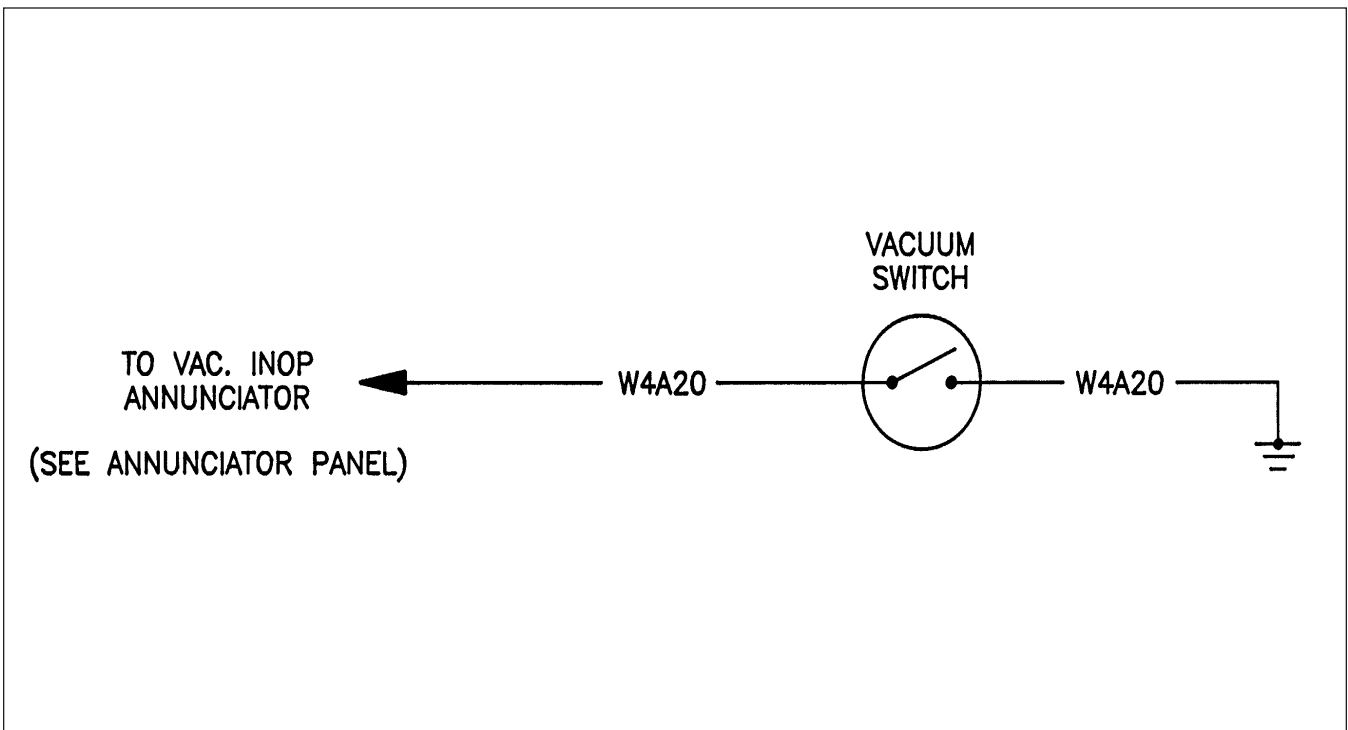 VACUUM
SWITCH
TO VAC. INOP
ANNUNCIATOR
W4A20
W4A20
(SEE ANNUNCIATOR PANEL)